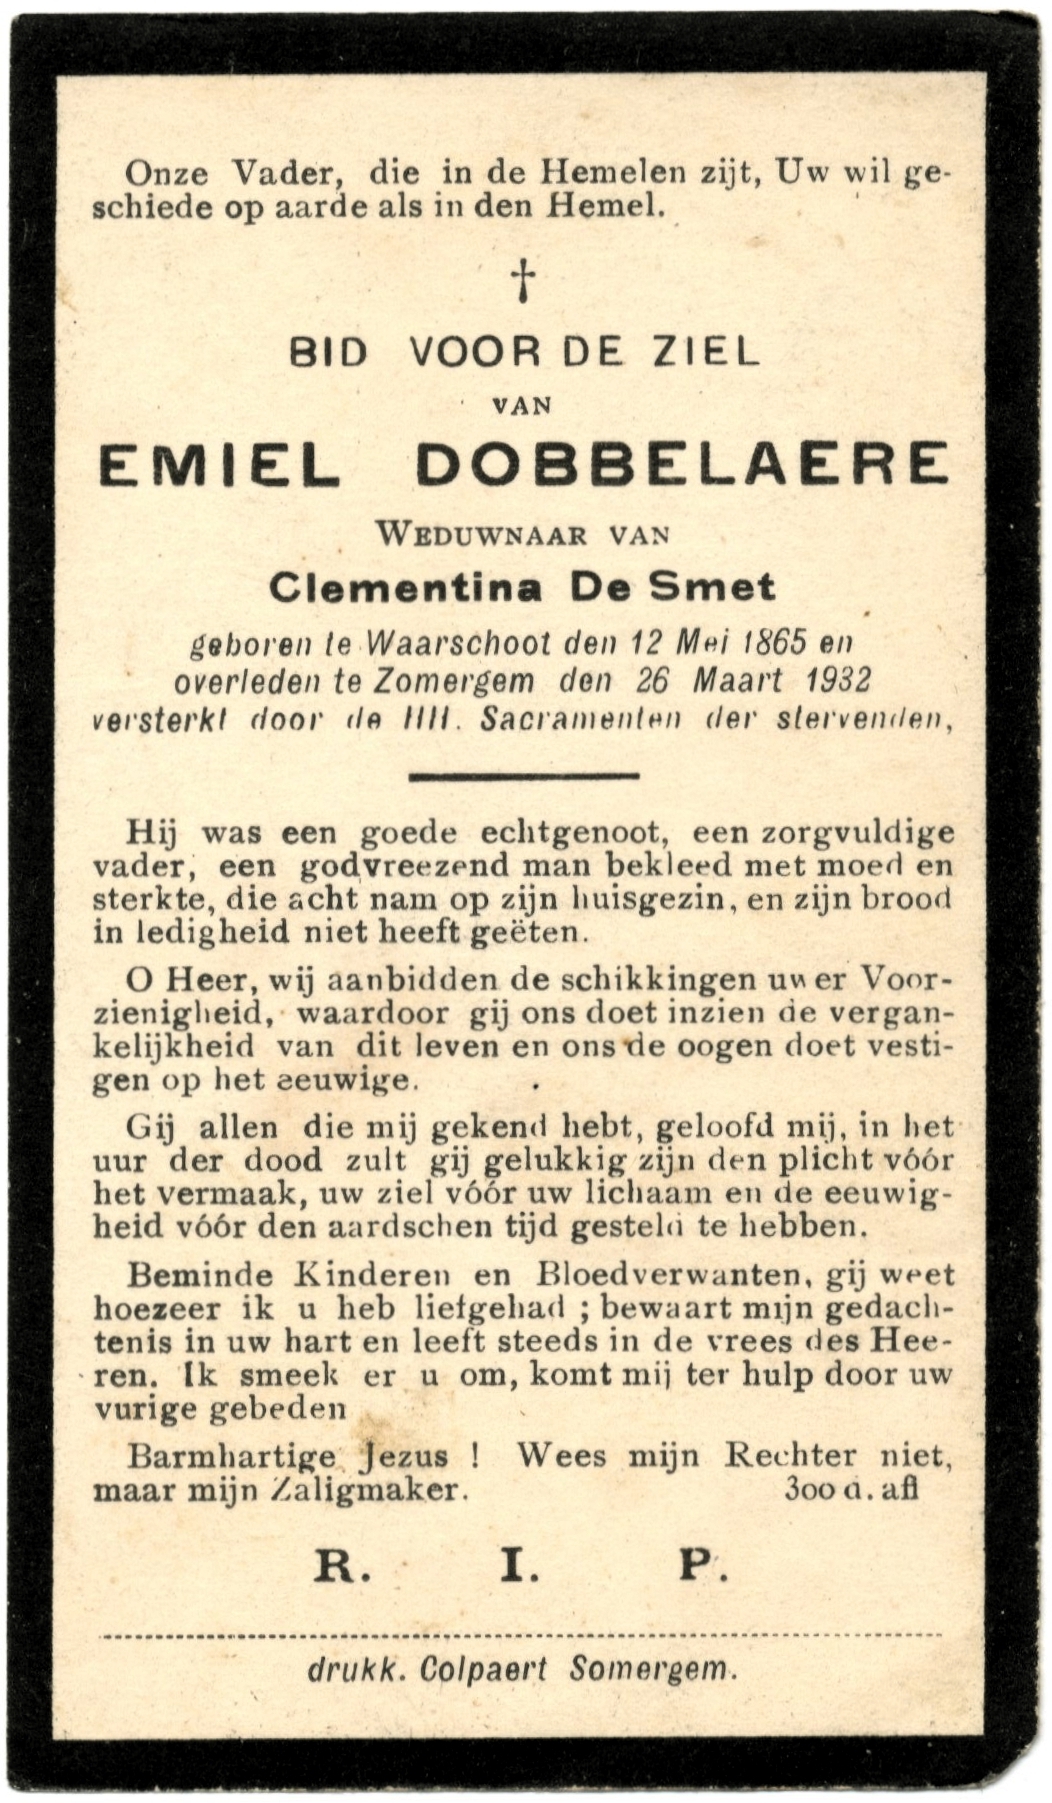 Onze Vader, die in de Hemelen zijt, Uw wil ge-
schiede op aarde als in den Hemel.
†
BID VOOR DE ZIEL
VAN
EMIEL DOBBELAERE
WEDUWNAAR VAN
Clementina De Smet
geboren te Waarschoot den 12 Mei 1865 en
overleden te Zomergem den 26 Maart 1932
versterkt door de HH. Sacramenten der stervenden,
Hij was een goede echtgenoot, een zorgvuldige
vader, een godvreezend man bekleed met moed en
sterkte, die acht nam op zijn huisgezin, en zijn brood
in ledigheid niet heeft geëten.
O Heer, wij aanbidden de schikkingen uwer Voor-
zienigheid, waardoor gij ons doet inzien de vergan-
kelijkheid van dit leven en ons de oogen doet vesti-
gen op het eeuwige.
Gij allen die mij gekend hebt, geloofd mij, in het
uur der dood zult gij gelukkig zijn den plicht vóór
het vermaak, uw ziel vóór uw lichaam en de eeuwig-
heid vóór den aardschen tijd gesteld te hebben.
Beminde Kinderen en Bloedverwanten, gij weet
hoezeer ik u heb liefgehad ; bewaart mijn gedach-
tenis in uw hart en leeft steeds in de vrees des Hee-
ren. Ik smeek er u om, komt mij ter hulp door uw
vurige gebeden
Barmhartige Jezus ! Wees mijn Rechter niet,
maar mijn Zaligmaker. 300 d. afl
R. I. P.
drukk. Colpaert Somergem.